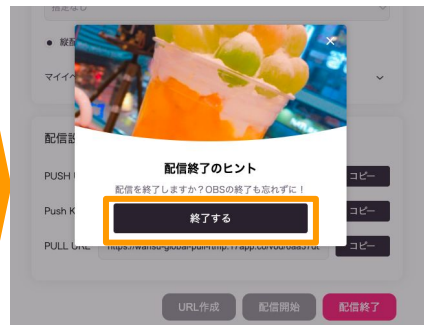 指定なし
縦配
マイイベ
配信設
配信終了のヒント
配信を終了しますか？OBSの終了も忘れずに！
終了する
PUSH U
コピー
Push K
コピー
PULL URL
コピー
URL作成
配信開始
配信終了